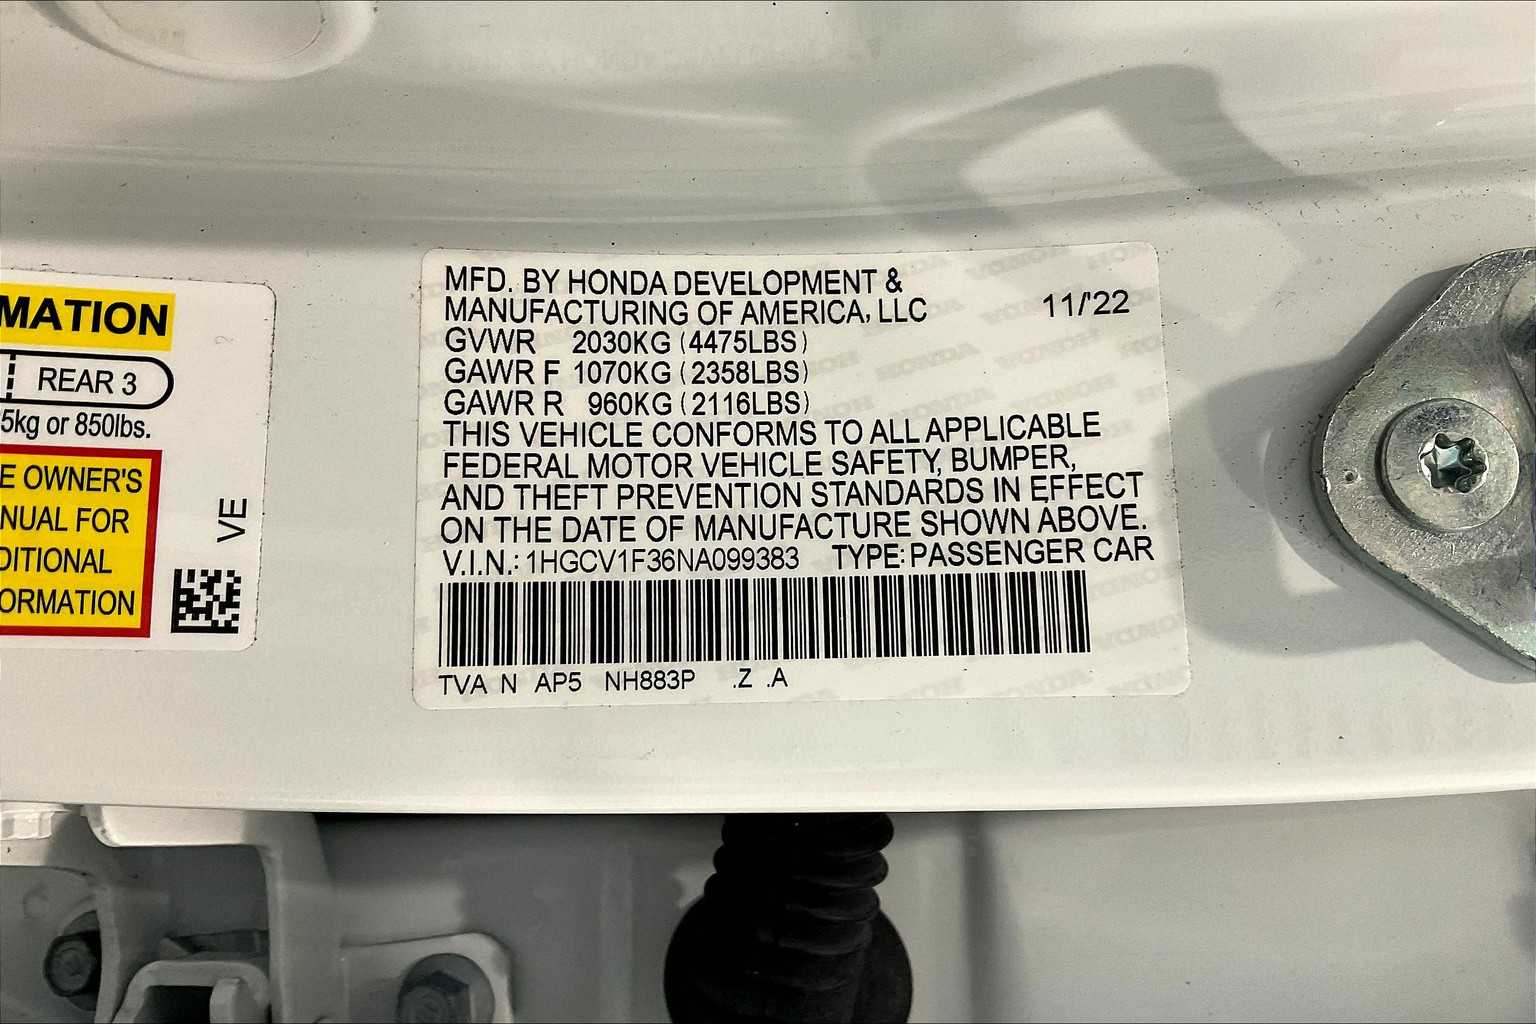 MATION
REAR 3
5kg or 850lbs.
E OWNER'S
NUAL FOR
DITIONAL
ORMATION
VE
MFD. BY HONDA DEVELOPMENT &
MANUFACTURING OF AMERICA, LLC 11/'22
GVWR 2030KG (4475LBS)
GAWR F 1070KG (2358LBS)
GAWR R 960KG (2116LBS)
THIS VEHICLE CONFORMS TO ALL APPLICABLE
FEDERAL MOTOR VEHICLE SAFETY, BUMPER,
AND THEFT PREVENTION STANDARDS IN EFFECT
ON THE DATE OF MANUFACTURE SHOWN ABOVE.
V.I.N.: 1HGCV1F36NA099383 TYPE: PASSENGER CAR
TVA N AP5 NH883P .Z .A